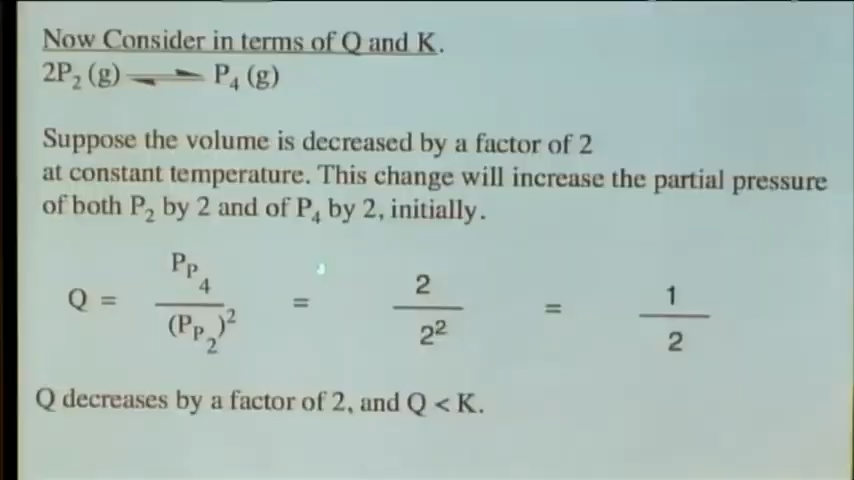 Now Consider in terms of Q and K.
2P₂ (g) ⇌ P₄ (g)
Suppose the volume is decreased by a factor of 2
at constant temperature. This change will increase the partial pressure
of both P₂ by 2 and of P₄ by 2, initially.
Q = P_P₄ / (P_P₂)² = 2 / 2² = 1 / 2
Q decreases by a factor of 2, and Q < K.